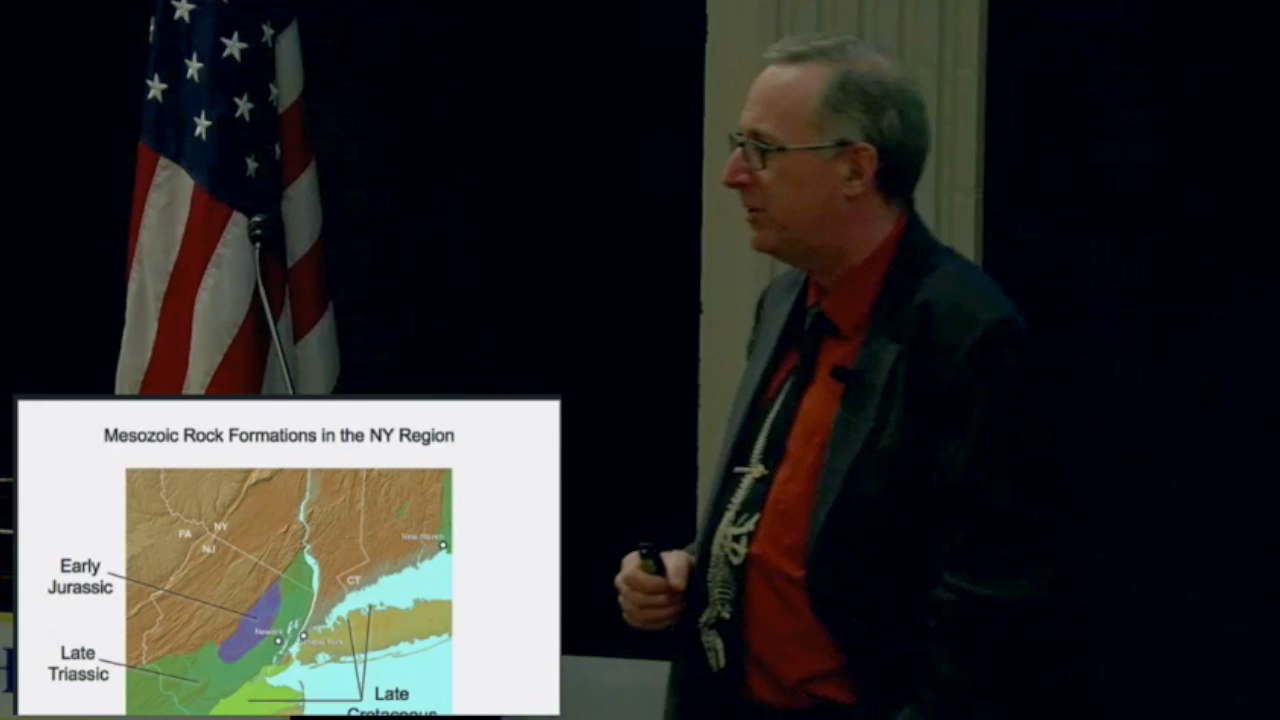 Mesozoic Rock Formations in the NY Region
PA
NY
NJ
New Haven
CT
Early
Jurassic
Newark
New York
Late
Triassic
Late
Cretaceous
H